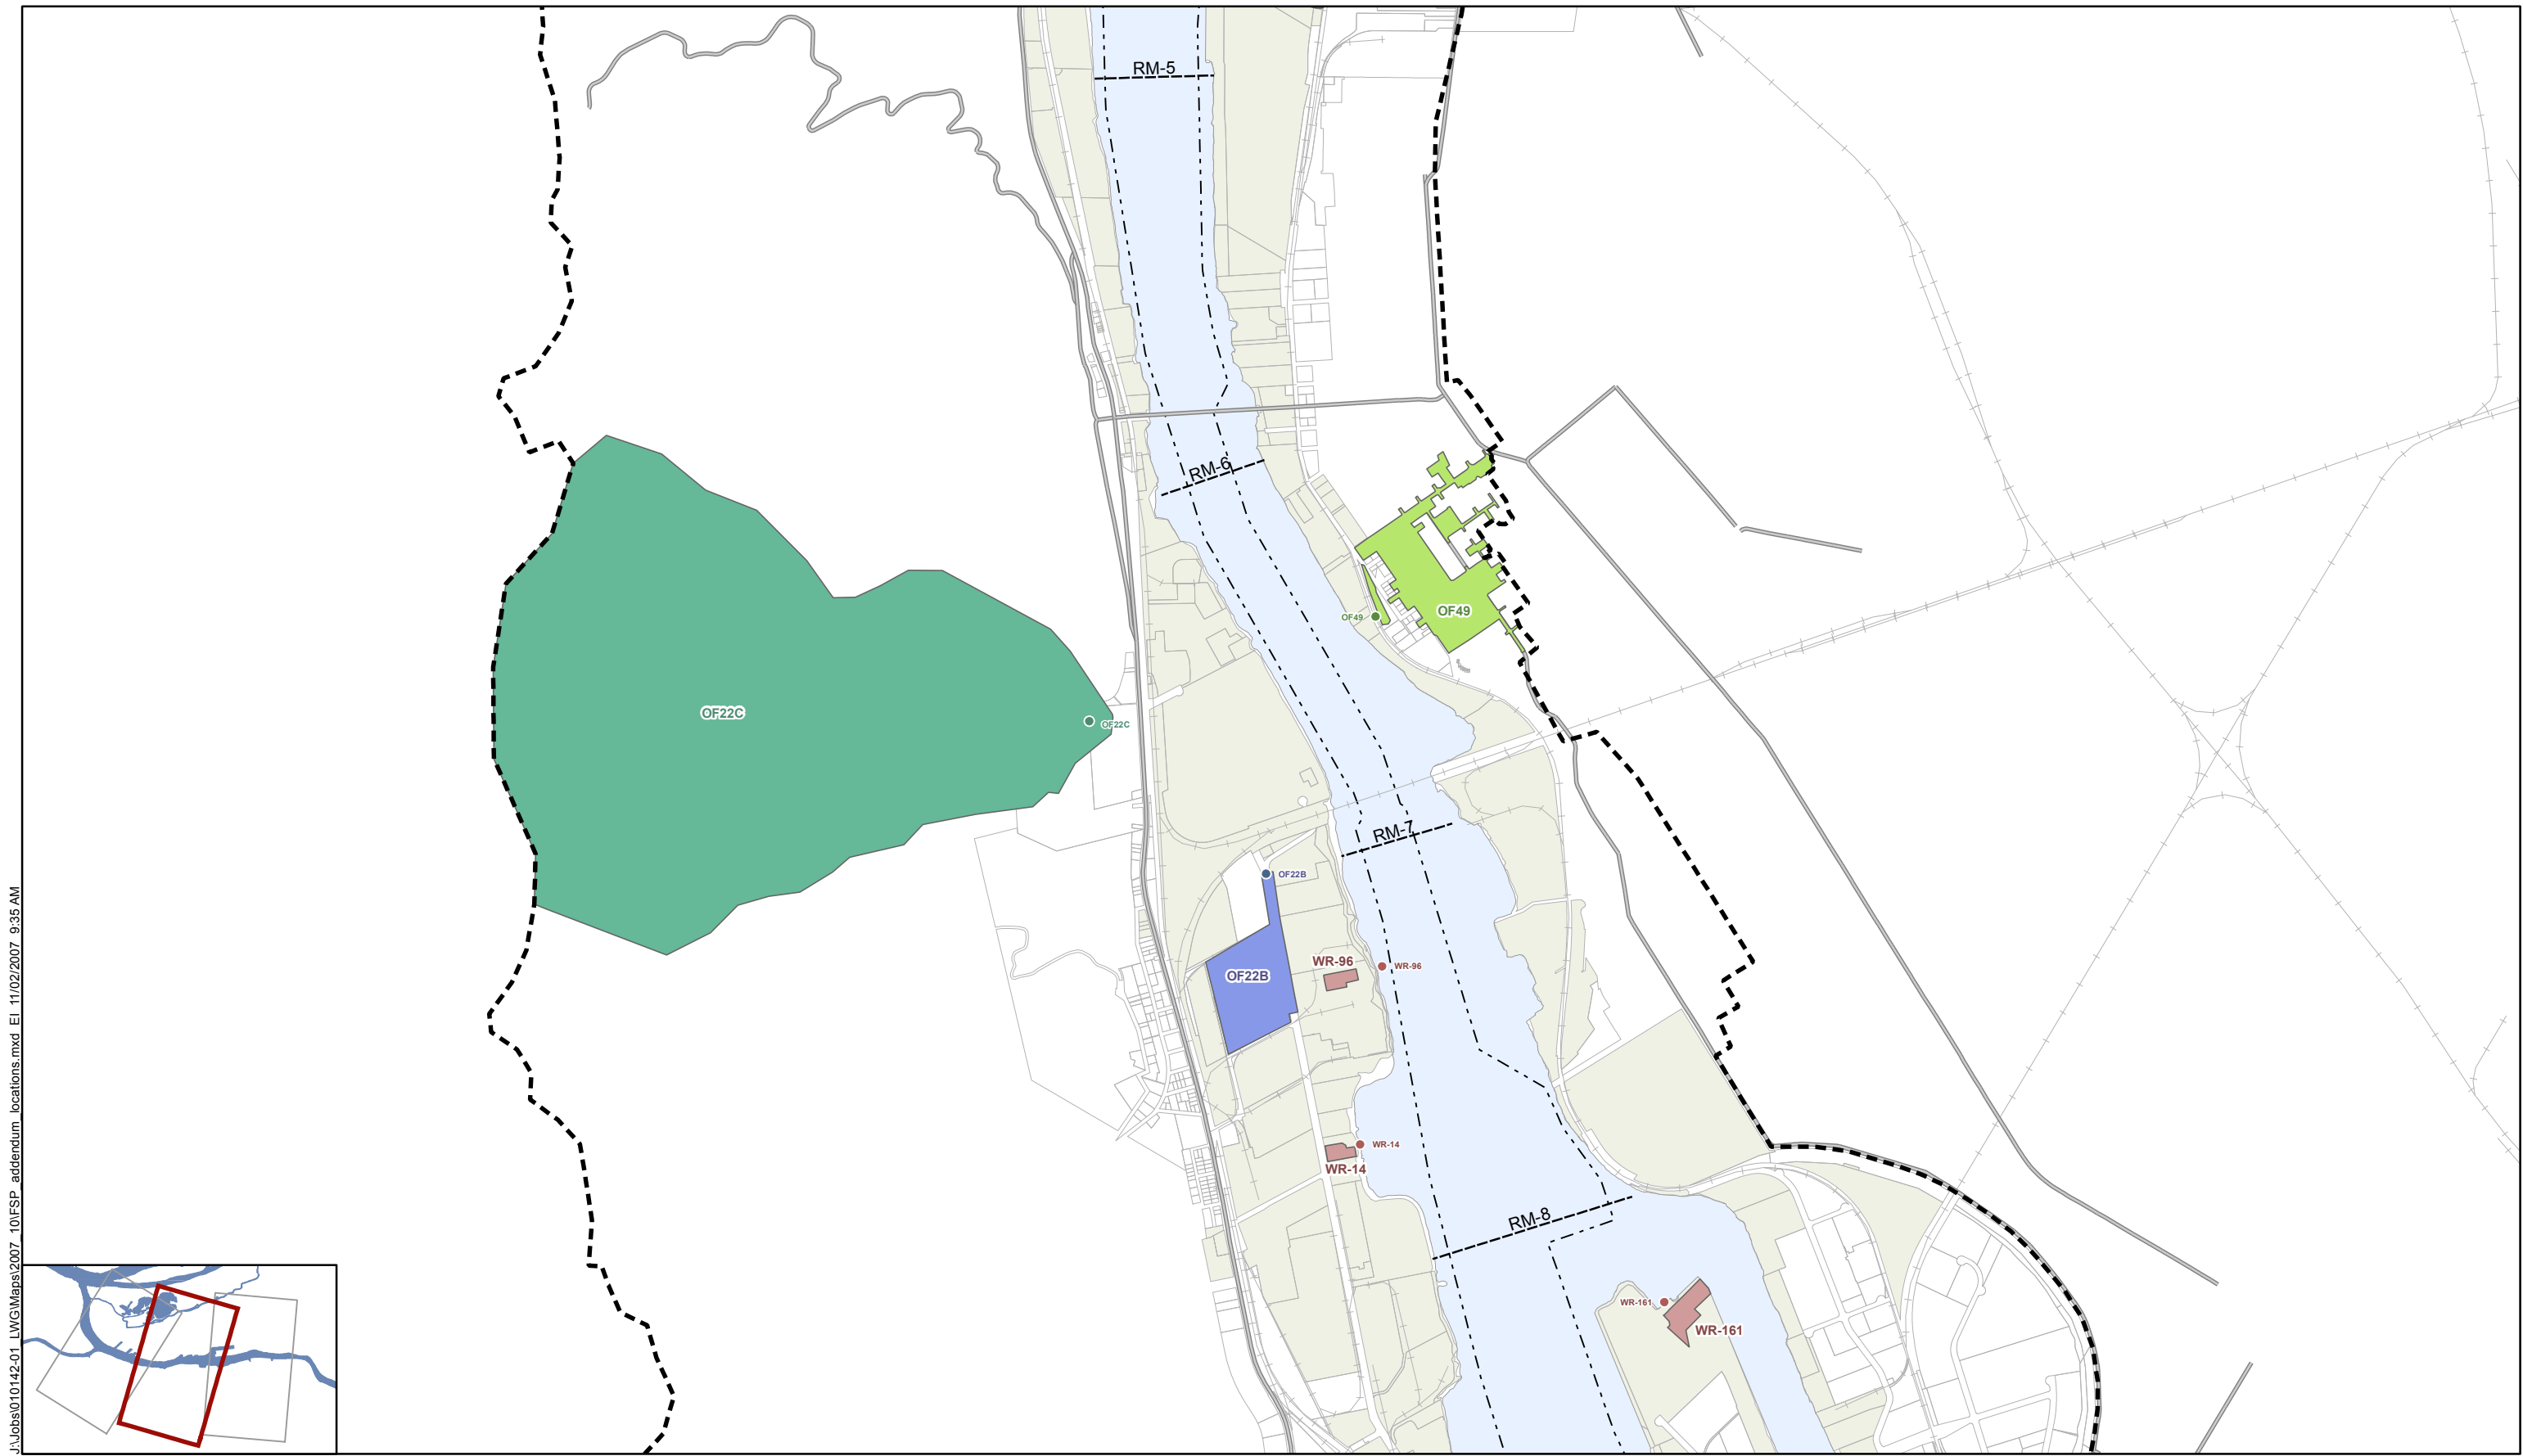 RM-5
RM-6
OF49
OF49
OF22C
OF22C
RM-7
OF22B
OF22B
WR-96
WR-96
WR-14
WR-14
RM-8
WR-161
WR-161
J:\Jobs\010142-01_LWG\Maps\2007_10\FSP_addendum_locations.mxd EI 11/02/2007 9:35 AM